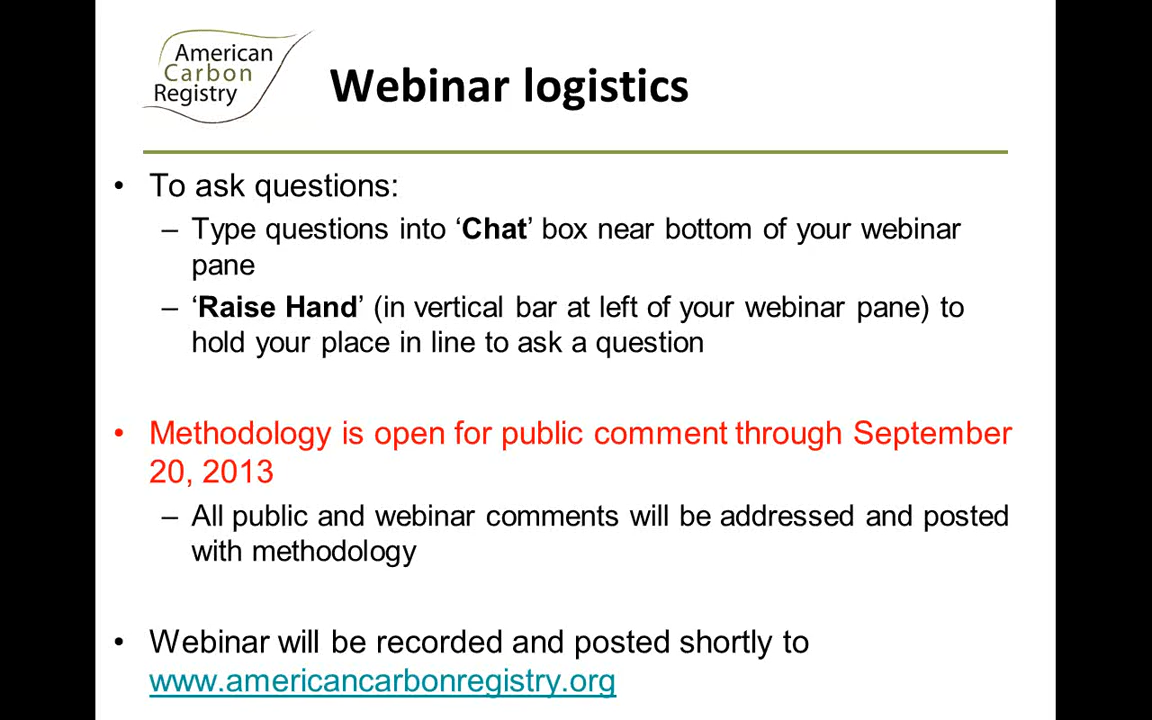 American
Carbon
Registry
Webinar logistics
• To ask questions:
– Type questions into ‘Chat’ box near bottom of your webinar
pane
– ‘Raise Hand’ (in vertical bar at left of your webinar pane) to
hold your place in line to ask a question
• Methodology is open for public comment through September
20, 2013
– All public and webinar comments will be addressed and posted
with methodology
• Webinar will be recorded and posted shortly to
www.americancarbonregistry.org